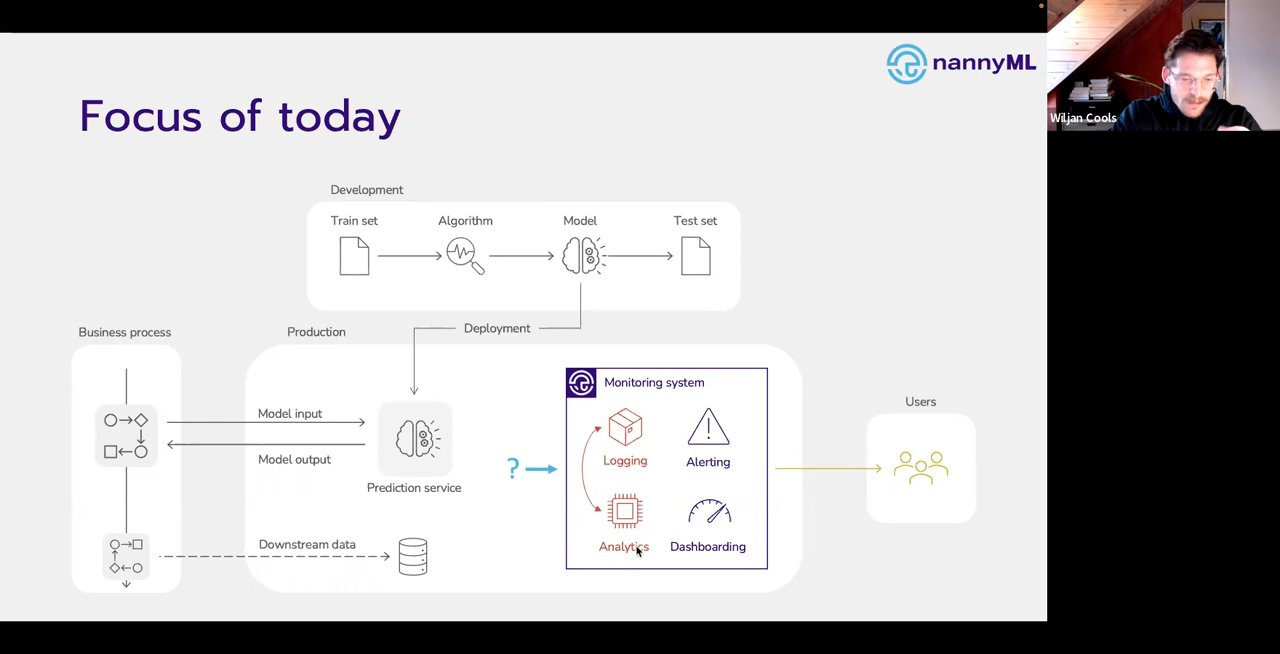 nannyML
Focus of today
Wiljan Cools
Development
Train set
Algorithm
Model
Test set
Deployment
Business process
Production
Model input
Model output
Prediction service
Downstream data
?
Monitoring system
Logging
Alerting
Analytics
Dashboarding
Users